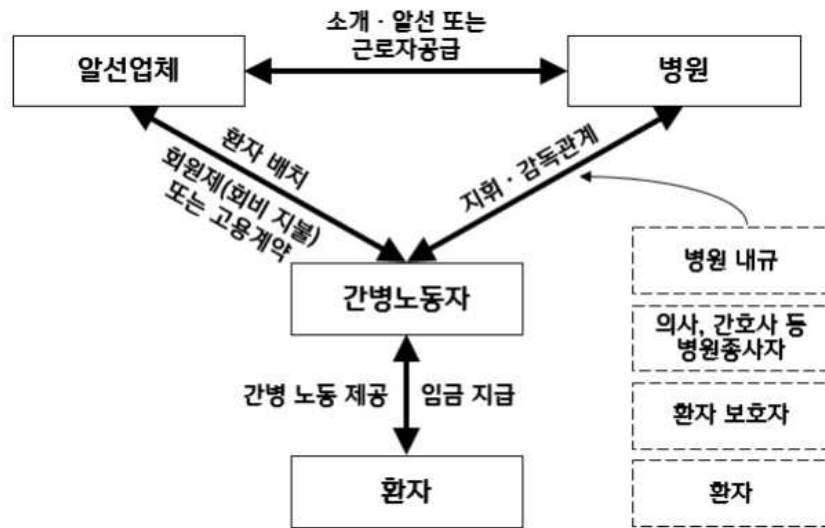 소개 · 알선 또는
근로자공급
알선업체
병원
환자 배치
회원제(회비 지불)
또는 고용계약
지휘 · 감독관계
간병노동자
병원 내규
의사, 간호사 등
병원종사자
간병 노동 제공
임금 지급
환자 보호자
환자
환자